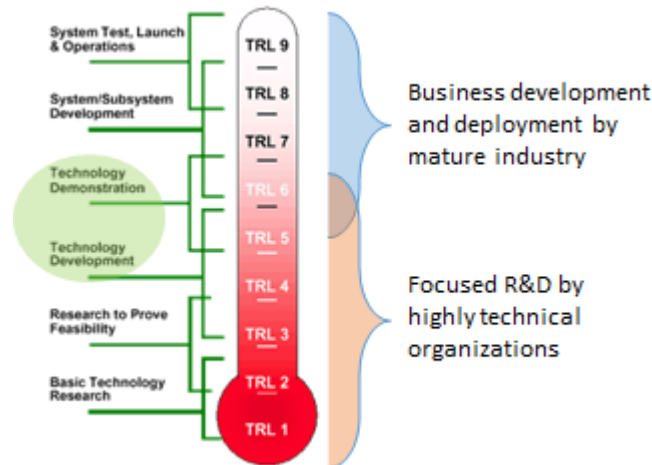 System Test, Launch
& Operations
System/Subsystem
Development
Technology
Demonstration
Technology
Development
Research to Prove
Feasibility
Basic Technology
Research
TRL 9
TRL 8
TRL 7
TRL 6
TRL 5
TRL 4
TRL 3
TRL 2
TRL 1
Business development
and deployment by
mature industry
Focused R&D by
highly technical
organizations